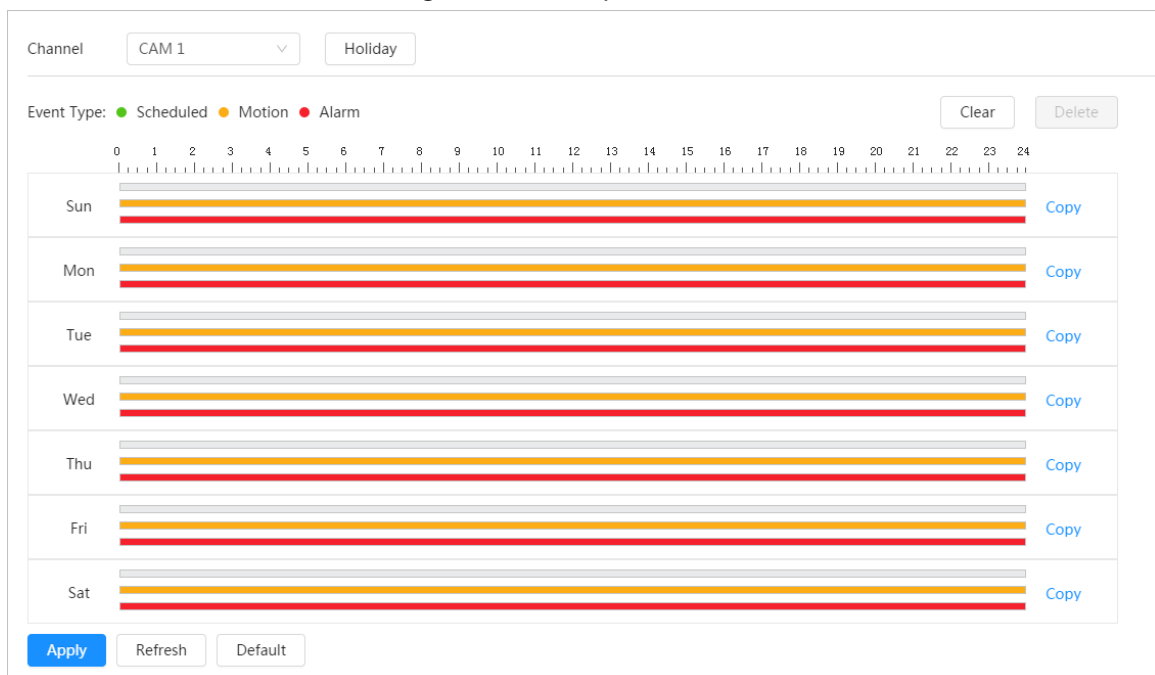 Channel CAM 1 Holiday
Event Type: Scheduled Motion Alarm Clear Delete
0 1 2 3 4 5 6 7 8 9 10 11 12 13 14 15 16 17 18 19 20 21 22 23 24
Sun Copy
Mon Copy
Tue Copy
Wed Copy
Thu Copy
Fri Copy
Sat Copy
Apply Refresh Default